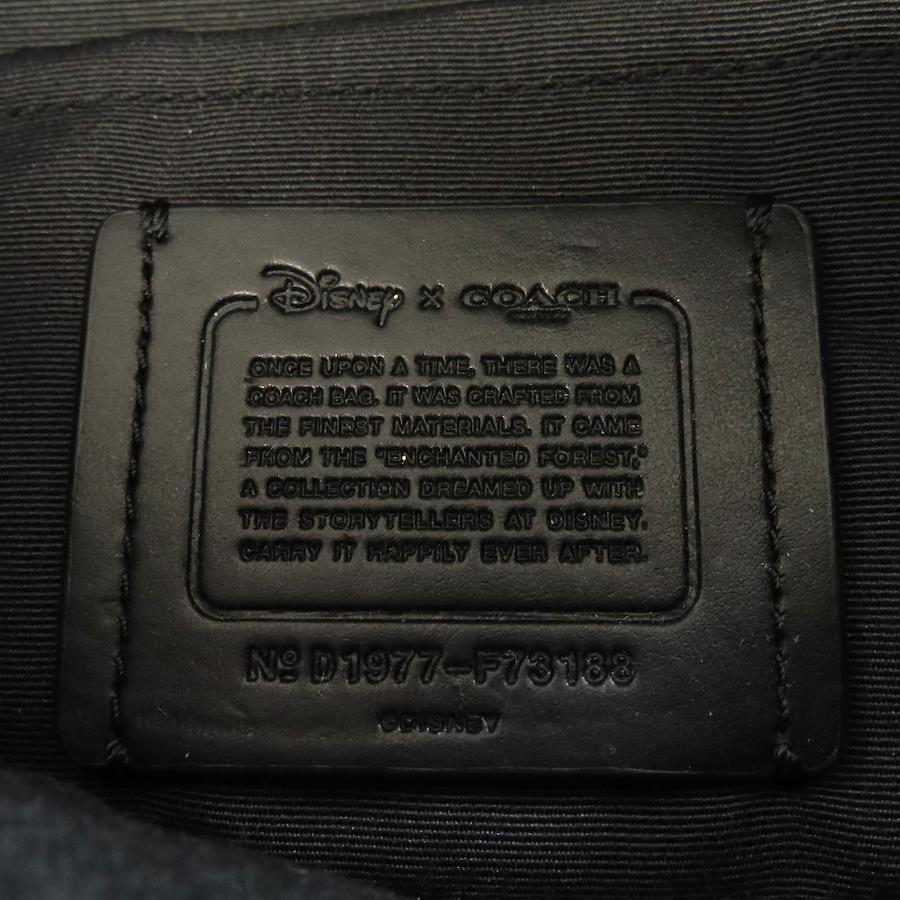 Disney × COACH
ONCE UPON A TIME, THERE WAS A
COACH BAG. IT WAS CRAFTED FROM
THE FINEST MATERIALS. IT CAME
FROM THE "ENCHANTED FOREST,"
A COLLECTION DREAMED UP WITH
THE STORYTELLERS AT DISNEY.
CARRY IT HAPPILY EVER AFTER.
Nº D1977-F73188
©DISNEY